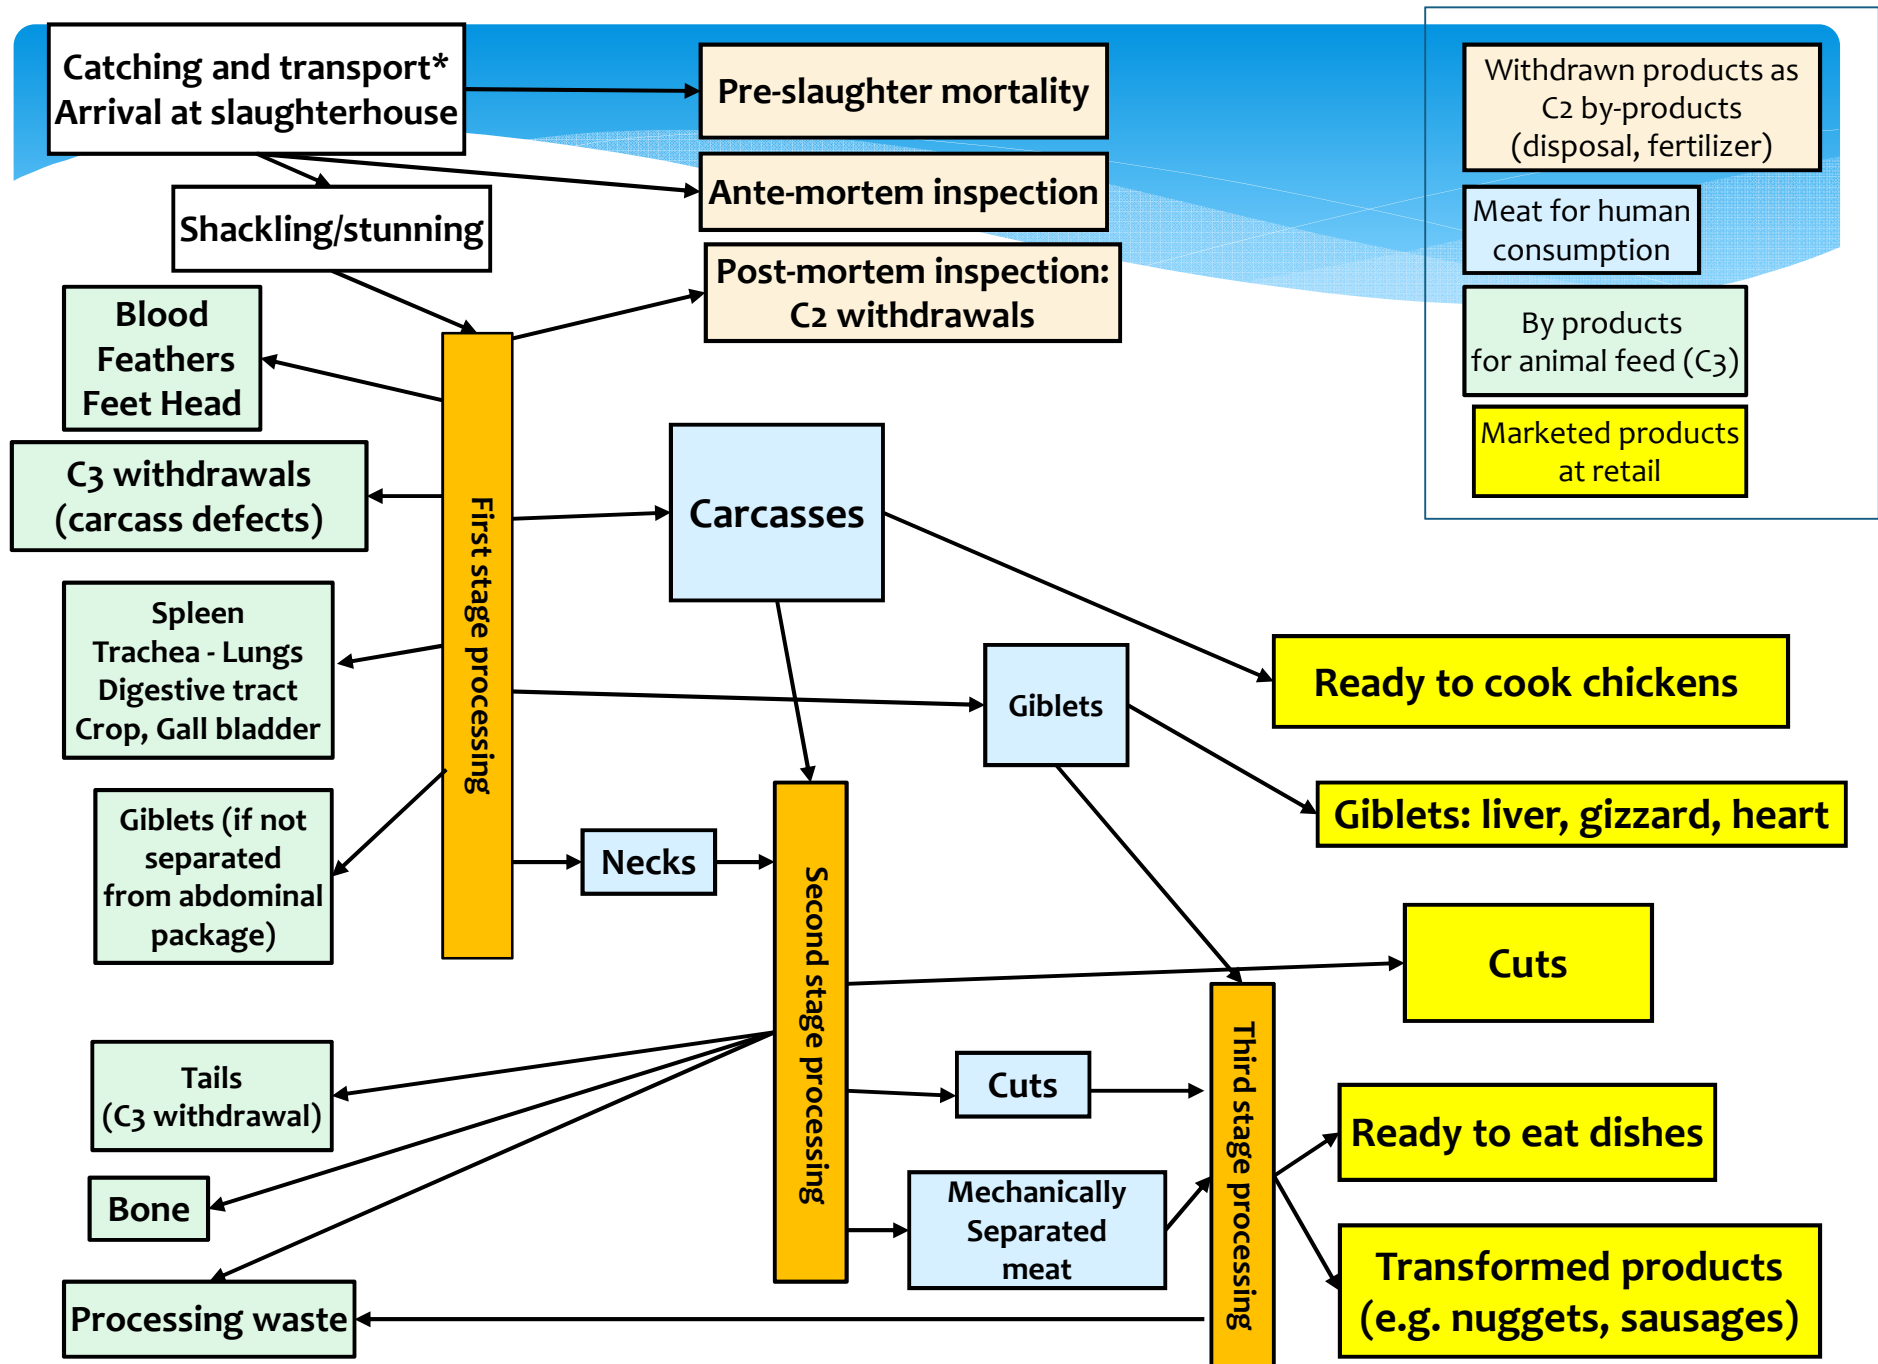 Catching and transport*
Arrival at slaughterhouse
Pre-slaughter mortality
Withdrawn products as
C2 by-products
(disposal, fertilizer)
Ante-mortem inspection
Shackling/stunning
Meat for human
consumption
Post-mortem inspection:
C2 withdrawals
Blood
Feathers
Feet Head
By products
for animal feed (C3)
Marketed products
at retail
C3 withdrawals
(carcass defects)
First stage processing
Carcasses
Spleen
Trachea - Lungs
Digestive tract
Crop, Gall bladder
Giblets
Ready to cook chickens
Giblets (if not
separated
from abdominal
package)
Necks
Giblets: liver, gizzard, heart
Second stage processing
Cuts
Third stage processing
Tails
(C3 withdrawal)
Cuts
Ready to eat dishes
Bone
Mechanically
Separated
meat
Processing waste
Transformed products
(e.g. nuggets, sausages)